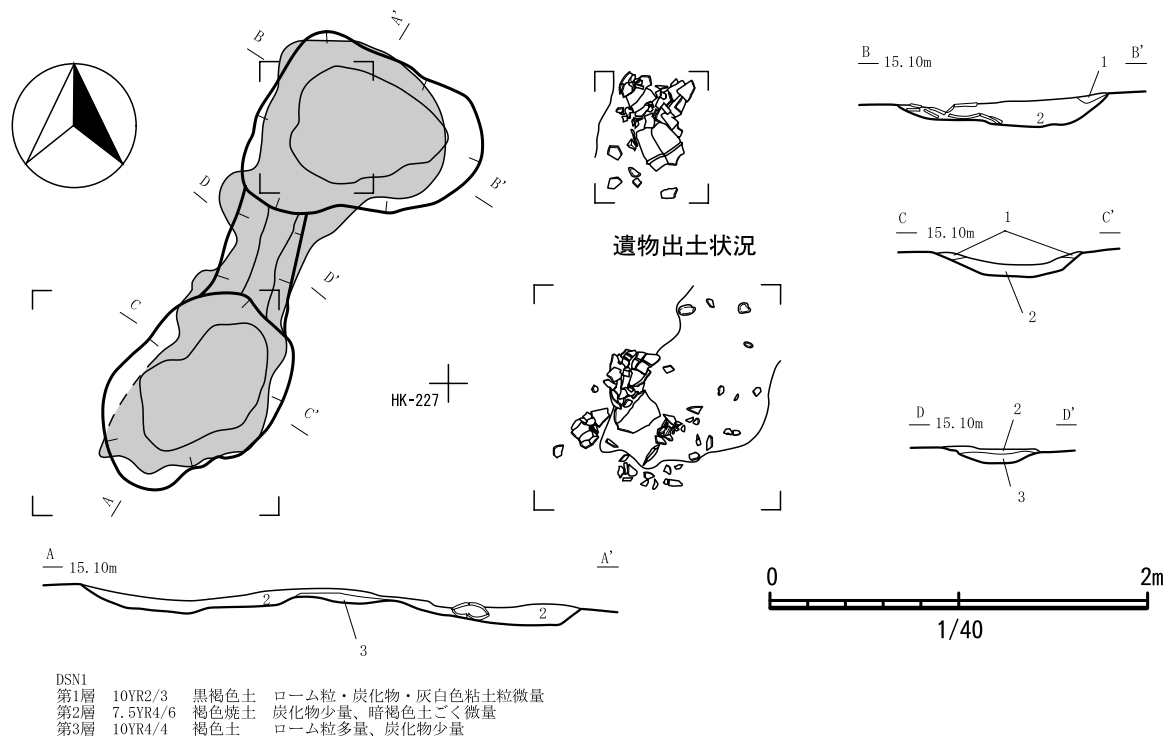 A'
B
B'
D
D'
C
C'
A
HK-227
遺物出土状況
B 15.10m 1 B'
2
C 15.10m 1 C'
2
D 15.10m 2 D'
3
A 15.10m A'
2 2
3
0 2m
1/40
DSN1
第1層 10YR2/3 黒褐色土 ローム粒・炭化物・灰白色粘土粒微量
第2層 7.5YR4/6 褐色焼土 炭化物少量、暗褐色土ごく微量
第3層 10YR4/4 褐色土 ローム粒多量、炭化物少量